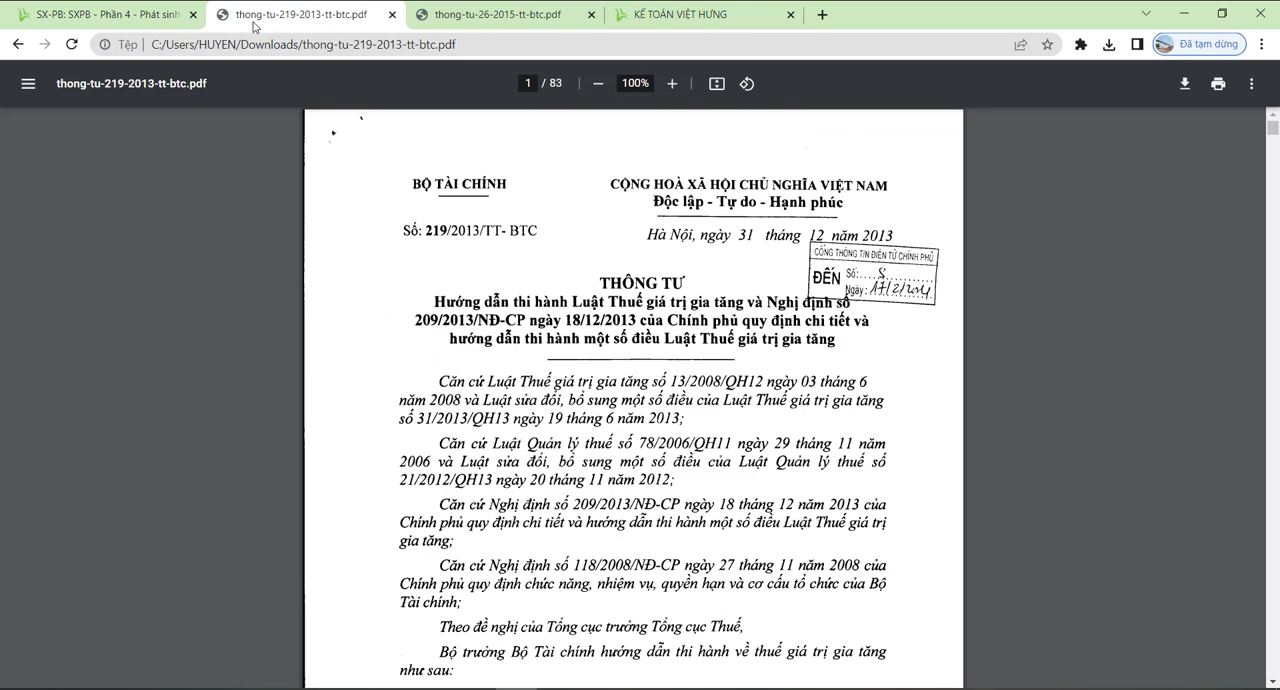 SX-PB: SXPB - Phần 4 - Phát sinh
thong-tu-219-2013-tt-btc.pdf
thong-tu-26-2015-tt-btc.pdf
KẾ TOÁN VIỆT HƯNG
Tệp C:/Users/HUYEN/Downloads/thong-tu-219-2013-tt-btc.pdf
Đã tạm dừng
thong-tu-219-2013-tt-btc.pdf
1 / 83
100%
BỘ TÀI CHÍNH
CỘNG HOÀ XÃ HỘI CHỦ NGHĨA VIỆT NAM
Độc lập - Tự do - Hạnh phúc
Số: 219/2013/TT- BTC
Hà Nội, ngày 31 tháng 12 năm 2013
CỔNG THÔNG TIN ĐIỆN TỬ CHÍNH PHỦ
ĐẾN
Số:....S..........
Ngày: 17/2/2014
THÔNG TƯ
Hướng dẫn thi hành Luật Thuế giá trị gia tăng và Nghị định số
209/2013/NĐ-CP ngày 18/12/2013 của Chính phủ quy định chi tiết và
hướng dẫn thi hành một số điều Luật Thuế giá trị gia tăng
Căn cứ Luật Thuế giá trị gia tăng số 13/2008/QH12 ngày 03 tháng 6
năm 2008 và Luật sửa đổi, bổ sung một số điều của Luật Thuế giá trị gia tăng
số 31/2013/QH13 ngày 19 tháng 6 năm 2013;
Căn cứ Luật Quản lý thuế số 78/2006/QH11 ngày 29 tháng 11 năm
2006 và Luật sửa đổi, bổ sung một số điều của Luật Quản lý thuế số
21/2012/QH13 ngày 20 tháng 11 năm 2012;
Căn cứ Nghị định số 209/2013/NĐ-CP ngày 18 tháng 12 năm 2013 của
Chính phủ quy định chi tiết và hướng dẫn thi hành một số điều Luật Thuế giá trị
gia tăng;
Căn cứ Nghị định số 118/2008/NĐ-CP ngày 27 tháng 11 năm 2008 của
Chính phủ quy định chức năng, nhiệm vụ, quyền hạn và cơ cấu tổ chức của Bộ
Tài chính;
Theo đề nghị của Tổng cục trưởng Tổng cục Thuế,
Bộ trưởng Bộ Tài chính hướng dẫn thi hành về thuế giá trị gia tăng
như sau: